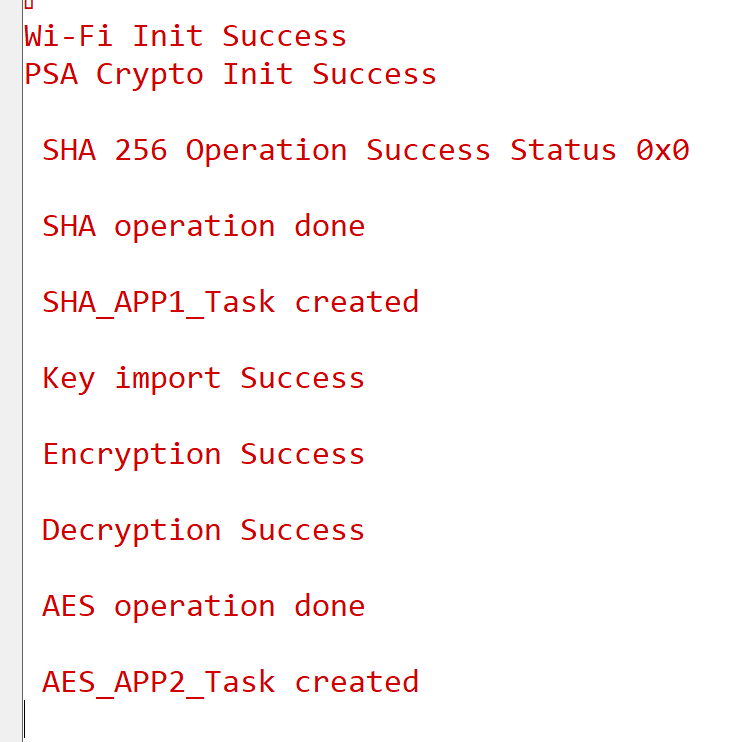 Wi-Fi Init Success
PSA Crypto Init Success
SHA 256 Operation Success Status 0x0
SHA operation done
SHA_APP1_Task created
Key import Success
Encryption Success
Decryption Success
AES operation done
AES_APP2_Task created